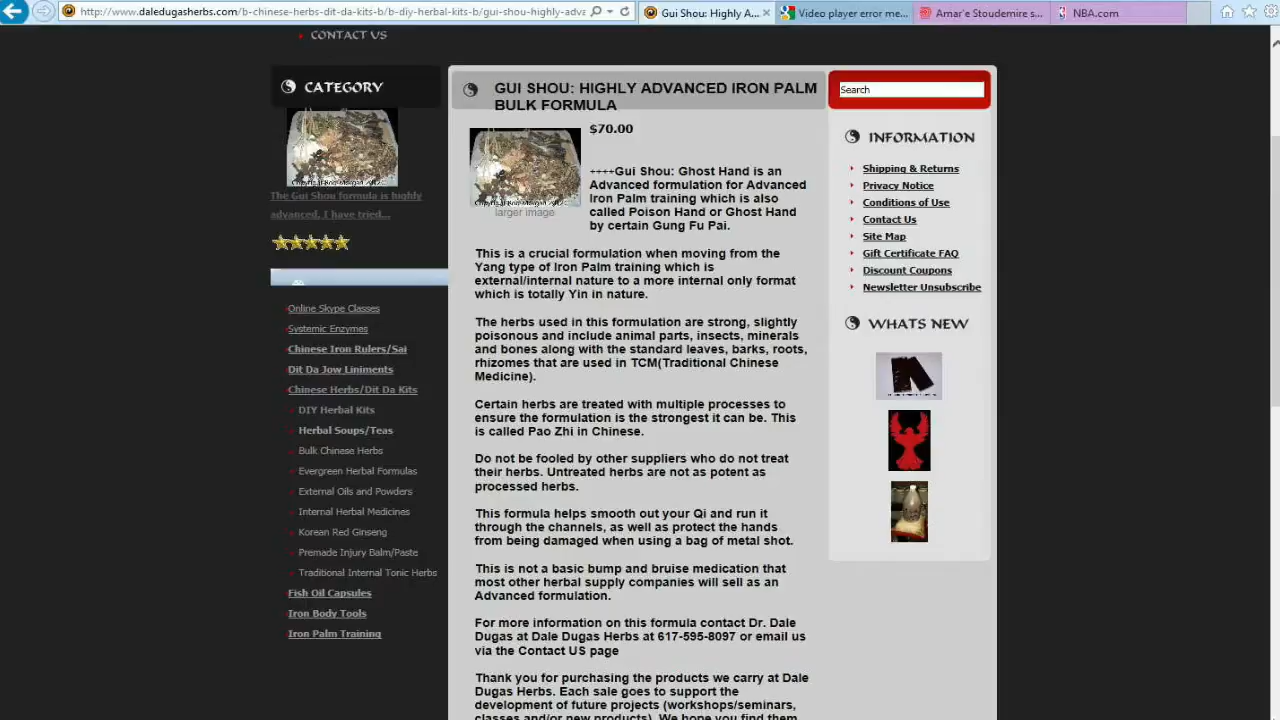 http://www.daledugasherbs.com/b-chinese-herbs-dit-da-kits-b/b-diy-herbal-kits-b/gui-shou-highly-adva
Gui Shou: Highly A...
Video player error me...
Amar'e Stoudemire s...
NBA.com
CONTACT US
CATEGORY
The Gui Shou formula is highly
advanced, I have tried...
Online Skype Classes
Systemic Enzymes
Chinese Iron Rulers/Sai
Dit Da Jow Liniments
Chinese Herbs/Dit Da Kits
DIY Herbal Kits
Herbal Soups/Teas
Bulk Chinese Herbs
Evergreen Herbal Formulas
External Oils and Powders
Internal Herbal Medicines
Korean Red Ginseng
Premade Injury Balm/Paste
Traditional Internal Tonic Herbs
Fish Oil Capsules
Iron Body Tools
Iron Palm Training
GUI SHOU: HIGHLY ADVANCED IRON PALM
BULK FORMULA
larger image
$70.00
++++Gui Shou: Ghost Hand is an
Advanced formulation for Advanced
Iron Palm training which is also
called Poison Hand or Ghost Hand
by certain Gung Fu Pai.
This is a crucial formulation when moving from the
Yang type of Iron Palm training which is
external/internal nature to a more internal only format
which is totally Yin in nature.
The herbs used in this formulation are strong, slightly
poisonous and include animal parts, insects, minerals
and bones along with the standard leaves, barks, roots,
rhizomes that are used in TCM(Traditional Chinese
Medicine).
Certain herbs are treated with multiple processes to
ensure the formulation is the strongest it can be. This
is called Pao Zhi in Chinese.
Do not be fooled by other suppliers who do not treat
their herbs. Untreated herbs are not as potent as
processed herbs.
This formula helps smooth out your Qi and run it
through the channels, as well as protect the hands
from being damaged when using a bag of metal shot.
This is not a basic bump and bruise medication that
most other herbal supply companies will sell as an
Advanced formulation.
For more information on this formula contact Dr. Dale
Dugas at Dale Dugas Herbs at 617-595-8097 or email us
via the Contact US page
Thank you for purchasing the products we carry at Dale
Dugas Herbs. Each sale goes to support the
development of future projects (workshops/seminars,
classes and/or new products). We hope you find them
Search
INFORMATION
Shipping & Returns
Privacy Notice
Conditions of Use
Contact Us
Site Map
Gift Certificate FAQ
Discount Coupons
Newsletter Unsubscribe
WHATS NEW